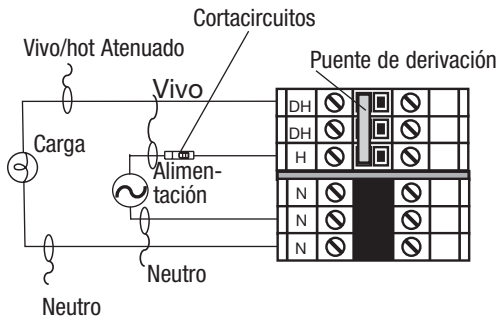 Cortacircuitos
Vivo/hot Atenuado
Puente de derivación
Vivo
DH
DH
Carga
H
Alimen-
tación
N
N
N
Neutro
Neutro